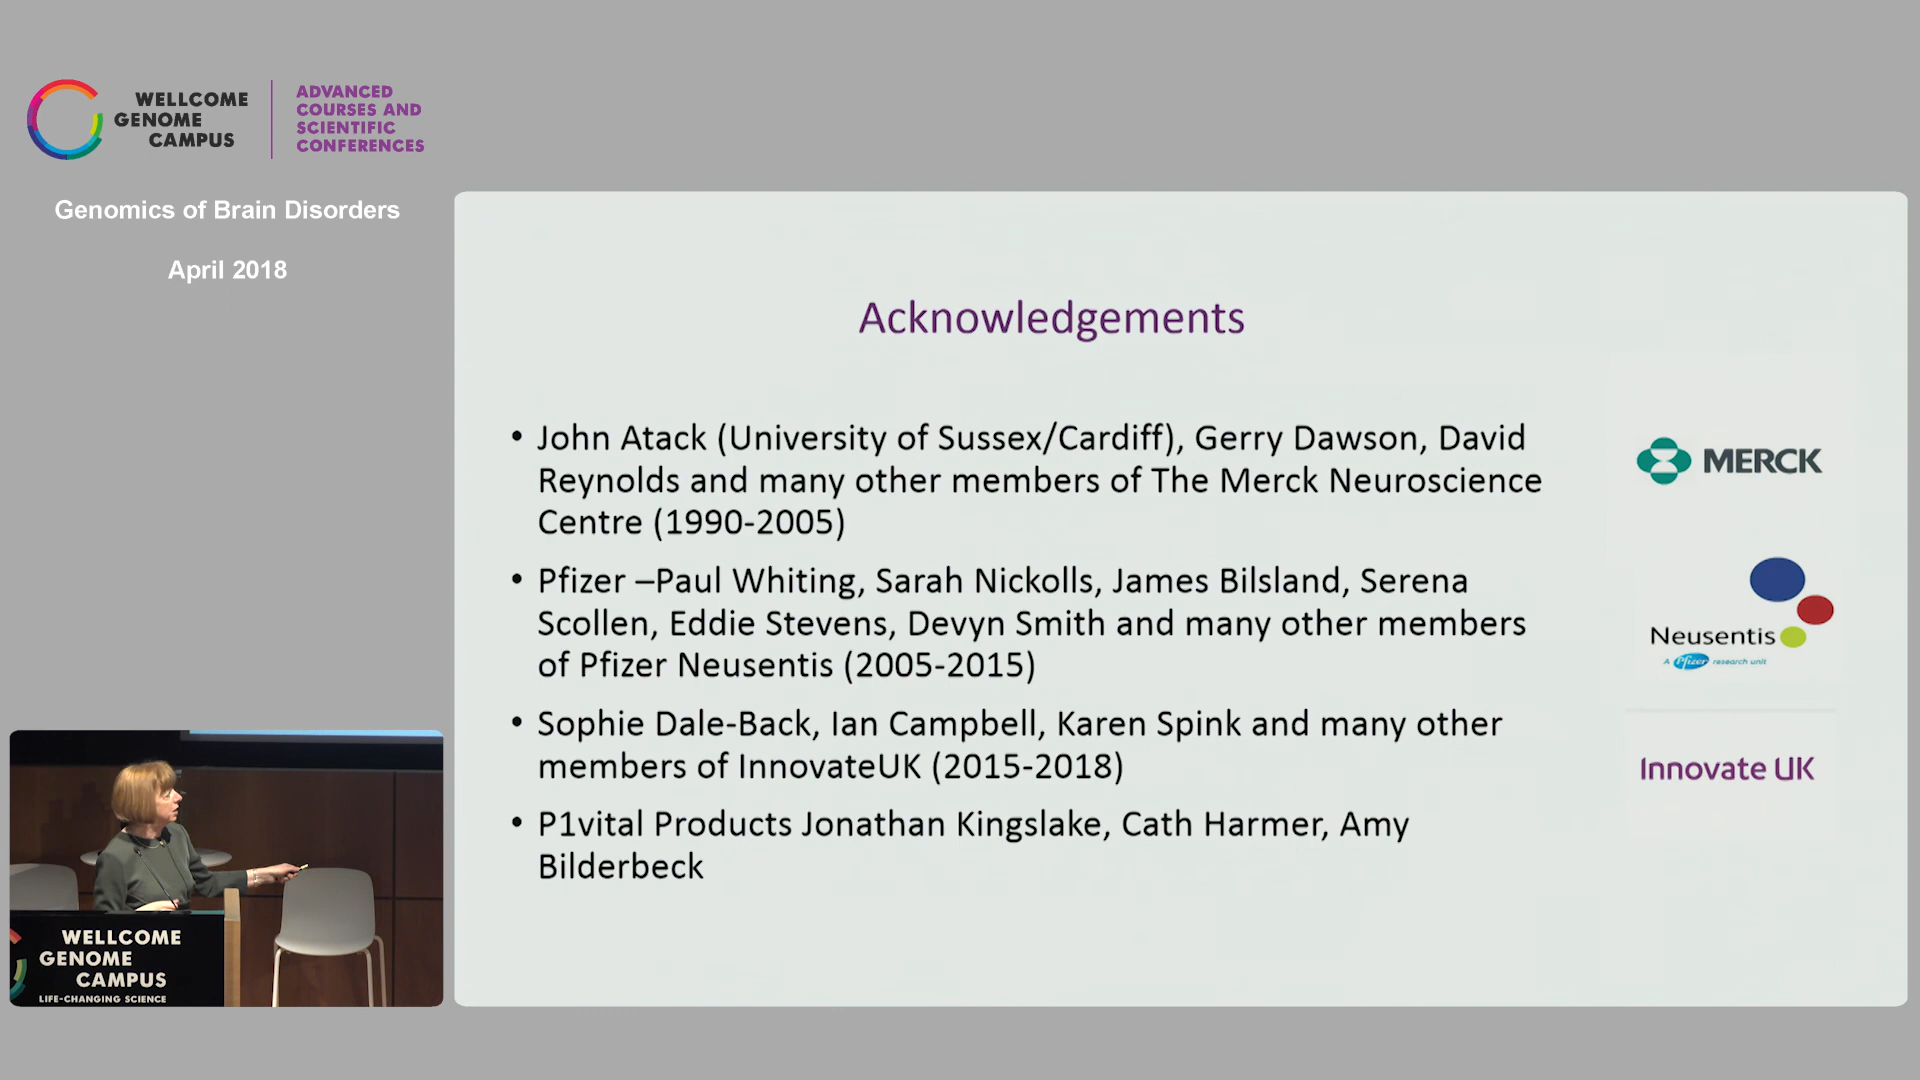 WELLCOME
GENOME
CAMPUS
ADVANCED
COURSES AND
SCIENTIFIC
CONFERENCES
Genomics of Brain Disorders
April 2018
Acknowledgements
• John Atack (University of Sussex/Cardiff), Gerry Dawson, David
Reynolds and many other members of The Merck Neuroscience
Centre (1990-2005)
• Pfizer –Paul Whiting, Sarah Nickolls, James Bilsland, Serena
Scollen, Eddie Stevens, Devyn Smith and many other members
of Pfizer Neusentis (2005-2015)
• Sophie Dale-Back, Ian Campbell, Karen Spink and many other
members of InnovateUK (2015-2018)
• P1vital Products Jonathan Kingslake, Cath Harmer, Amy
Bilderbeck
MERCK
Neusentis
A Pfizer research unit
Innovate UK
WELLCOME
GENOME
CAMPUS
LIFE-CHANGING SCIENCE